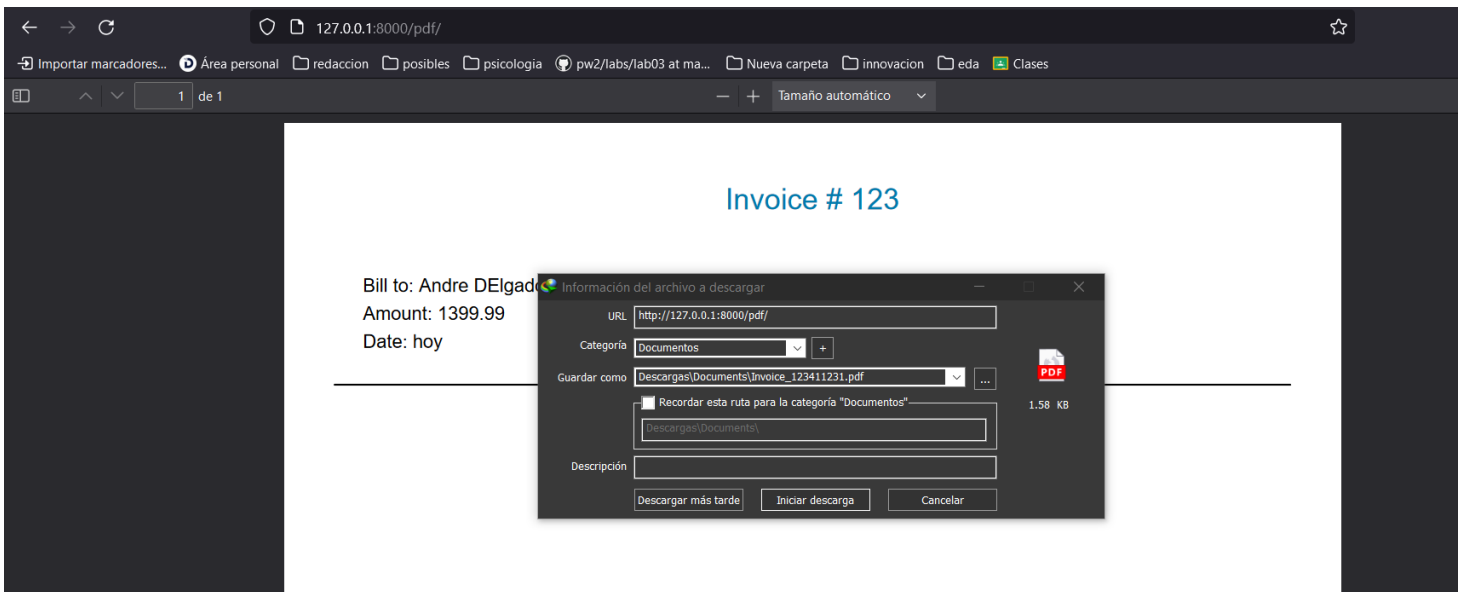 127.0.0.1:8000/pdf/
Importar marcadores... Área personal redaccion posibles psicologia pw2/labs/lab03 at ma... Nueva carpeta innovacion eda Clases
1 de 1 Tamaño automático
Invoice # 123
Bill to: Andre DElgado
Amount: 1399.99
Date: hoy
Información del archivo a descargar
URL http://127.0.0.1:8000/pdf/
Categoría Documentos +
Guardar como Descargas\Documents\Invoice_123411231.pdf ...
PDF
Recordar esta ruta para la categoría "Documentos"
1.58 KB
Descargas\Documents\
Descripción
Descargar más tarde Iniciar descarga Cancelar